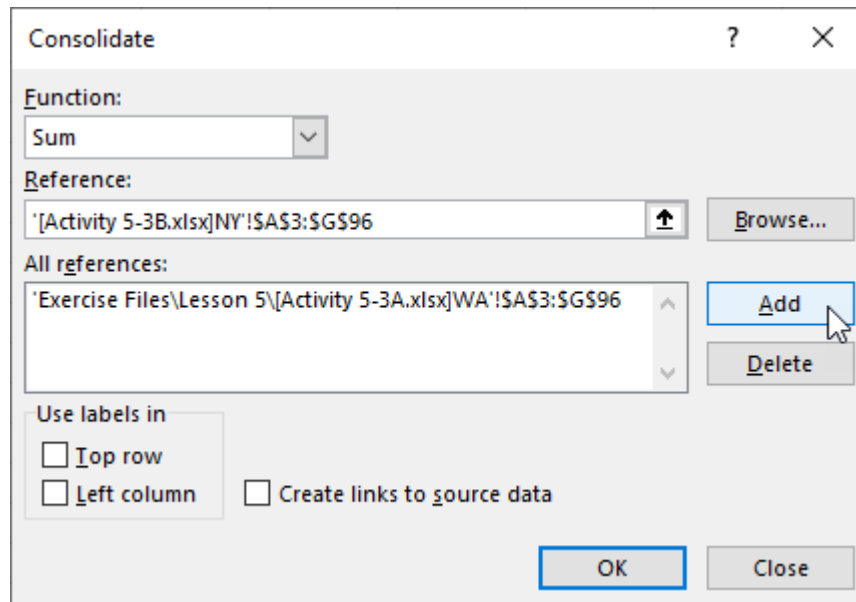 Consolidate
?
Function:
Sum
Reference:
'[Activity 5-3B.xlsx]NY'!$A$3:$G$96
Browse...
All references:
'Exercise Files\Lesson 5\[Activity 5-3A.xlsx]WA'!$A$3:$G$96
Add
Delete
Use labels in
Top row
Left column
Create links to source data
OK
Close